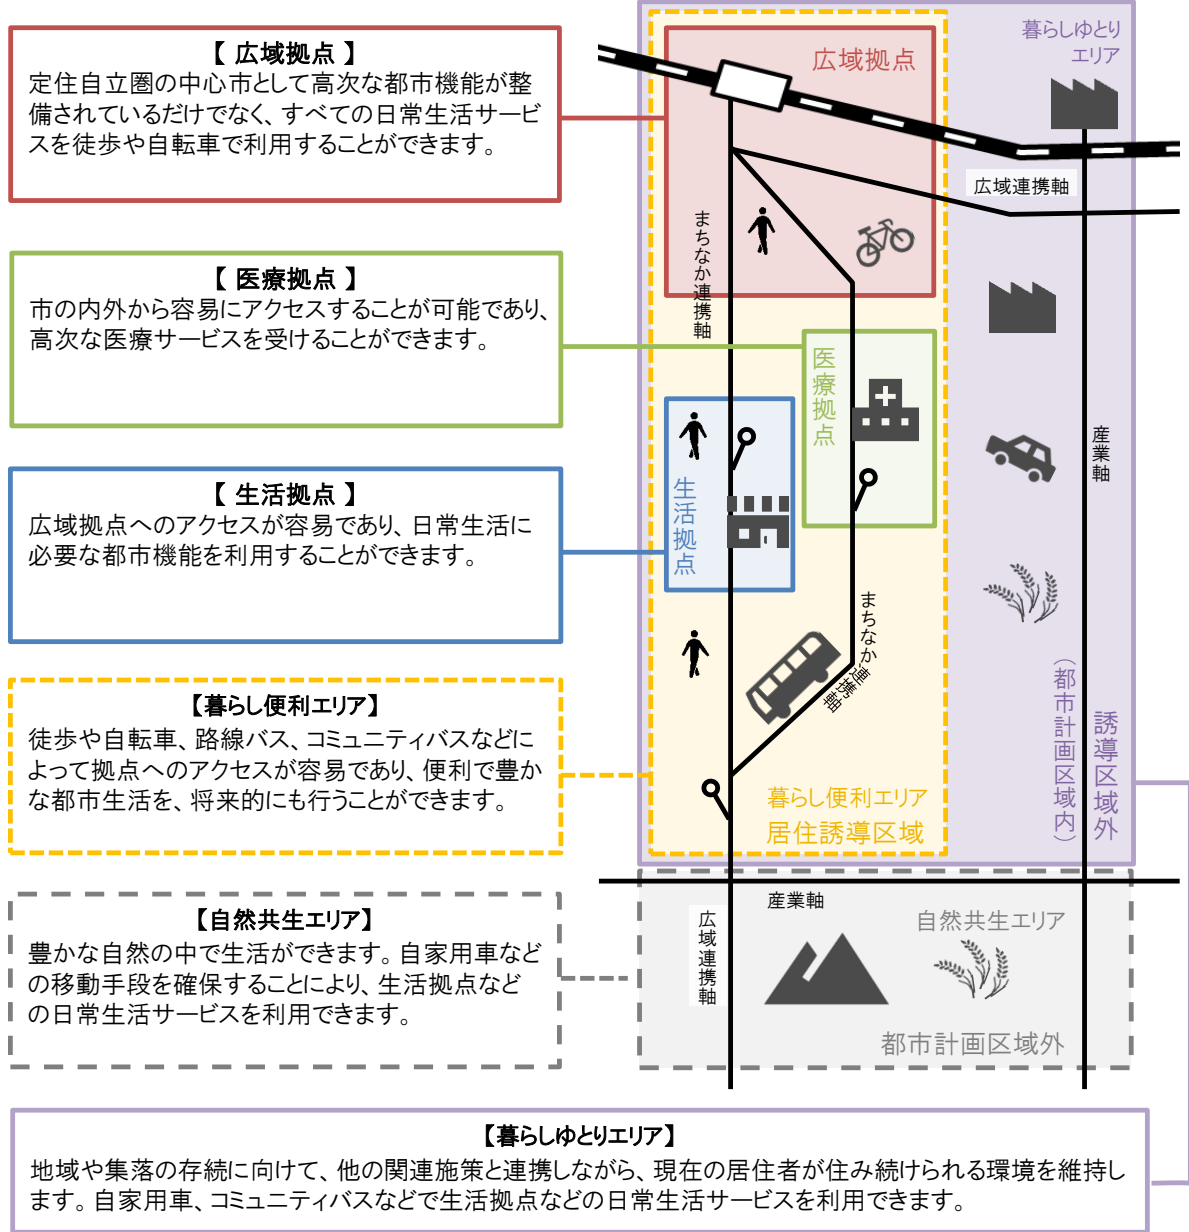 【 広域拠点 】
定住自立圏の中心市として高次な都市機能が整
備されているだけでなく、すべての日常生活サービ
スを徒歩や自転車で利用することができます。
【 医療拠点 】
市の内外から容易にアクセスすることが可能であり、
高次な医療サービスを受けることができます。
【 生活拠点 】
広域拠点へのアクセスが容易であり、日常生活に
必要な都市機能を利用することができます。
【暮らし便利エリア】
徒歩や自転車、路線バス、コミュニティバスなどに
よって拠点へのアクセスが容易であり、便利で豊か
な都市生活を、将来的にも行うことができます。
【自然共生エリア】
豊かな自然の中で生活ができます。自家用車など
の移動手段を確保することにより、生活拠点など
の日常生活サービスを利用できます。
広域拠点
暮らしゆとり
エリア
広域連携軸
まちなか連携軸
医療拠点
産業軸
生活拠点
まちなか連携軸
誘導区域外
（都市計画区域内）
暮らし便利エリア
居住誘導区域
産業軸
広域連携軸
自然共生エリア
都市計画区域外
【暮らしゆとりエリア】
地域や集落の存続に向けて、他の関連施策と連携しながら、現在の居住者が住み続けられる環境を維持し
ます。自家用車、コミュニティバスなどで生活拠点などの日常生活サービスを利用できます。